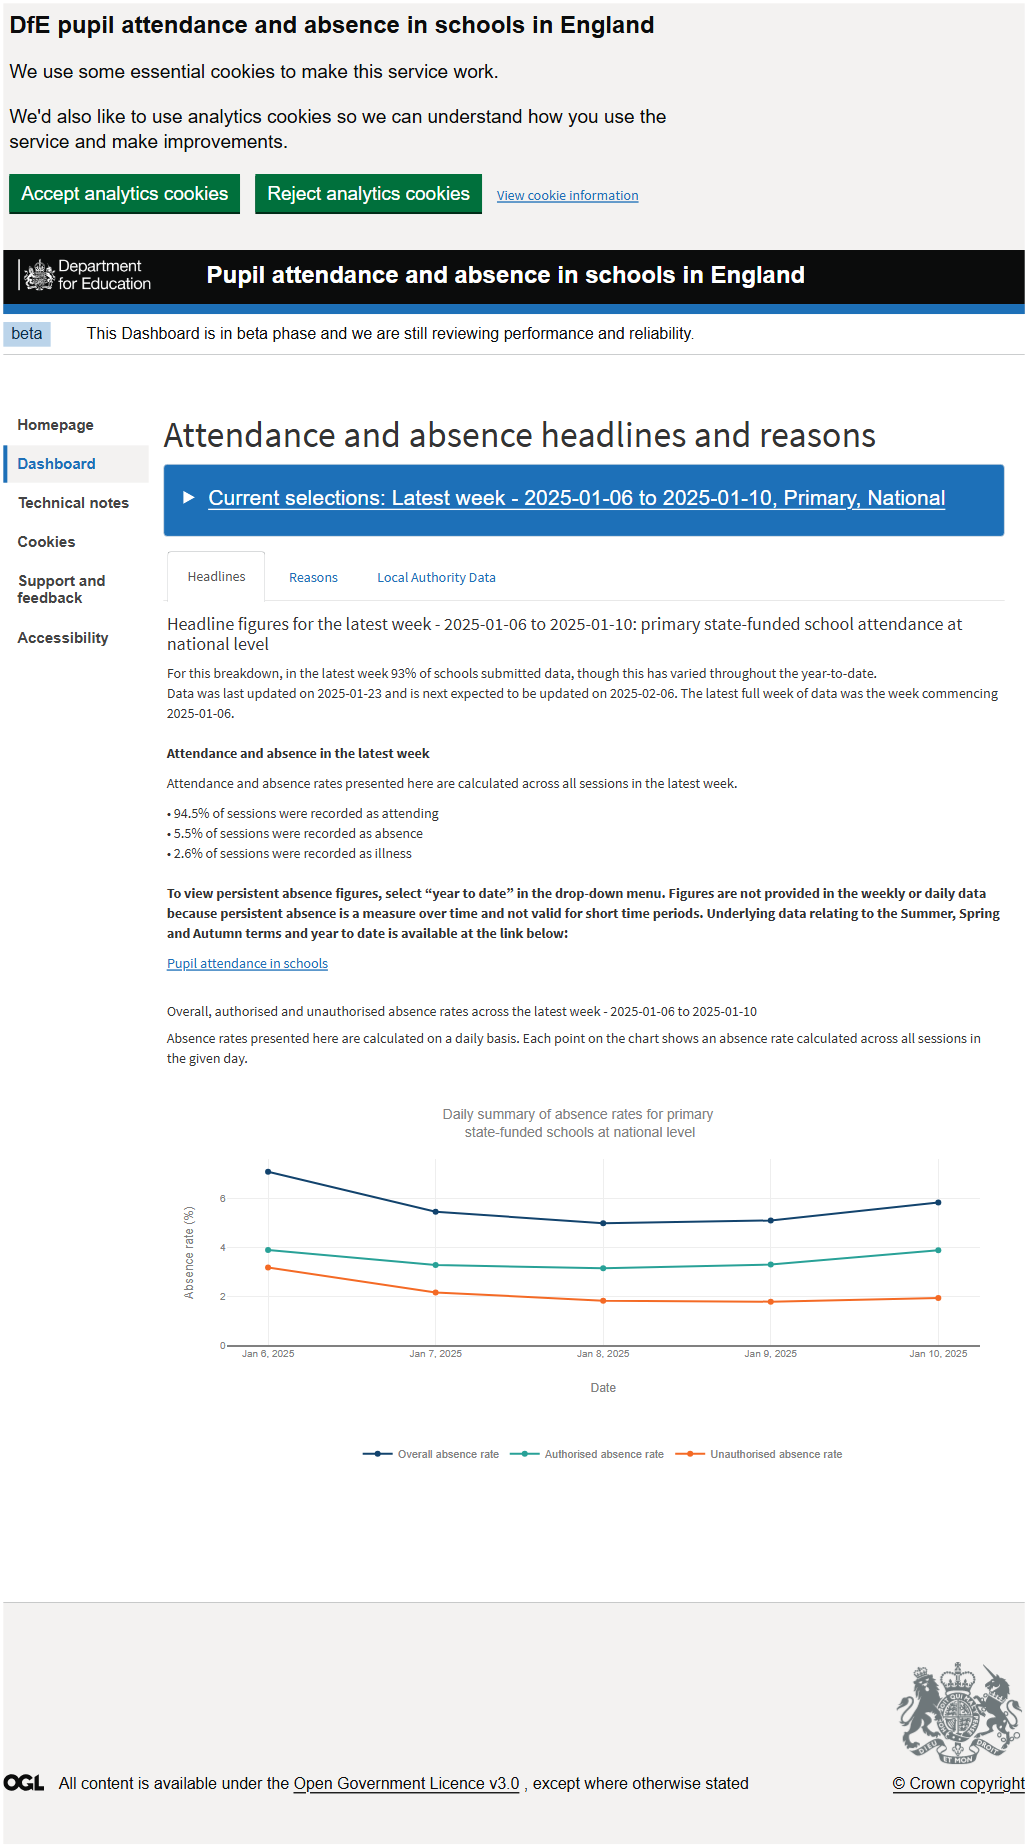 DfE pupil attendance and absence in schools in England
We use some essential cookies to make this service work.
We'd also like to use analytics cookies so we can understand how you use the
service and make improvements.
Accept analytics cookies
Reject analytics cookies
View cookie information
Department
for Education
Pupil attendance and absence in schools in England
beta
This Dashboard is in beta phase and we are still reviewing performance and reliability.
Homepage
Dashboard
Technical notes
Cookies
Support and
feedback
Accessibility
Attendance and absence headlines and reasons
Current selections: Latest week - 2025-01-06 to 2025-01-10, Primary, National
Headlines
Reasons
Local Authority Data
Headline figures for the latest week - 2025-01-06 to 2025-01-10: primary state-funded school attendance at
national level
For this breakdown, in the latest week 93% of schools submitted data, though this has varied throughout the year-to-date.
Data was last updated on 2025-01-23 and is next expected to be updated on 2025-02-06. The latest full week of data was the week commencing
2025-01-06.
Attendance and absence in the latest week
Attendance and absence rates presented here are calculated across all sessions in the latest week.
• 94.5% of sessions were recorded as attending
• 5.5% of sessions were recorded as absence
• 2.6% of sessions were recorded as illness
To view persistent absence figures, select “year to date” in the drop-down menu. Figures are not provided in the weekly or daily data
because persistent absence is a measure over time and not valid for short time periods. Underlying data relating to the Summer, Spring
and Autumn terms and year to date is available at the link below:
Pupil attendance in schools
Overall, authorised and unauthorised absence rates across the latest week - 2025-01-06 to 2025-01-10
Absence rates presented here are calculated on a daily basis. Each point on the chart shows an absence rate calculated across all sessions in
the given day.
Daily summary of absence rates for primary
state-funded schools at national level
Absence rate (%)
6
4
2
0
Jan 6, 2025
Jan 7, 2025
Jan 8, 2025
Jan 9, 2025
Jan 10, 2025
Date
Overall absence rate
Authorised absence rate
Unauthorised absence rate
DIEU ET MON DROIT
OGL
All content is available under the Open Government Licence v3.0 , except where otherwise stated
© Crown copyright